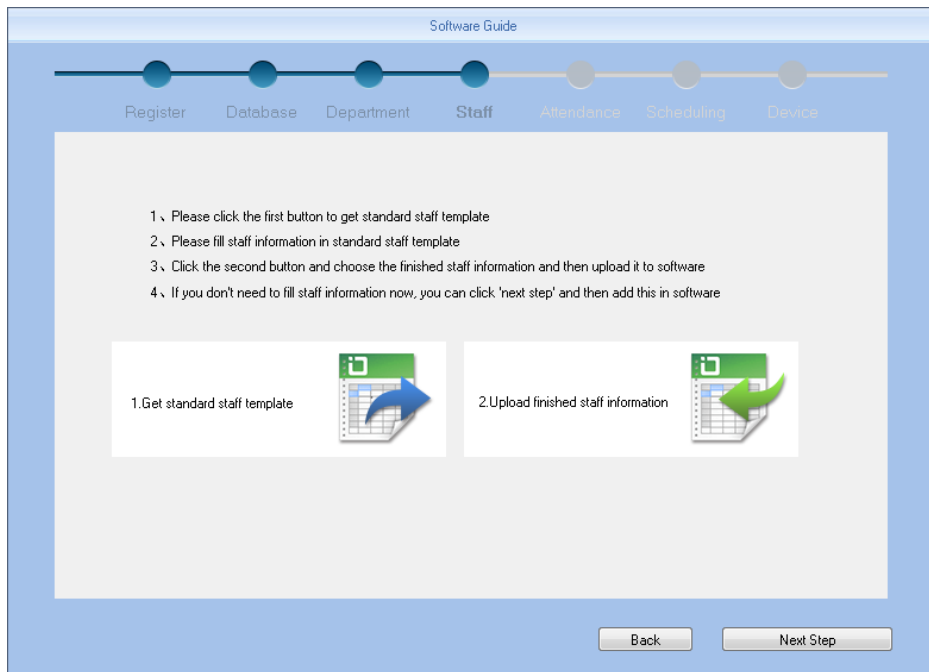 Software Guide
Register Database Department Staff Attendance Scheduling Device
1、Please click the first button to get standard staff template
2、Please fill staff information in standard staff template
3、Click the second button and choose the finished staff information and then upload it to software
4、If you don't need to fill staff information now, you can click 'next step' and then add this in software
1.Get standard staff template
2.Upload finished staff information
Back Next Step